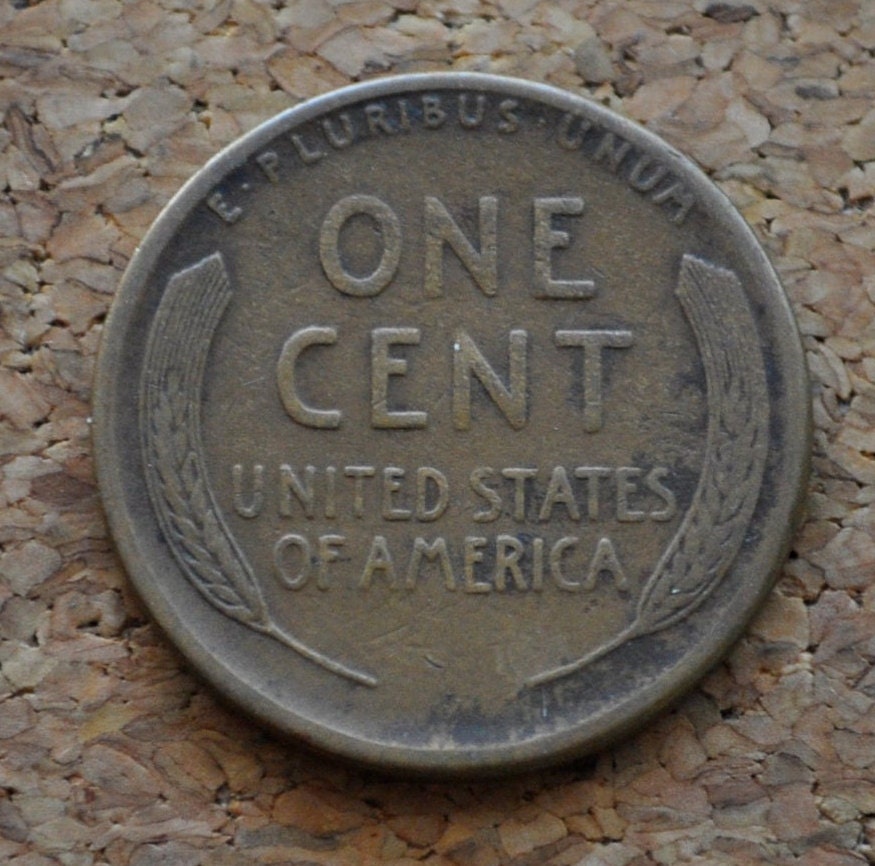 E · PLURIBUS · UNUM
ONE
CENT
UNITED STATES
OF AMERICA